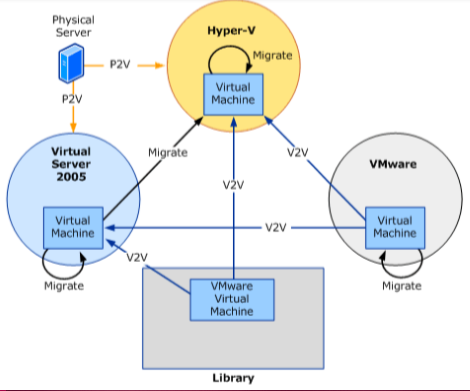 Physical
Server
Hyper-V
Migrate
P2V
Virtual
Machine
P2V
Virtual
Server
2005
Migrate
V2V
VMware
V2V
Virtual
Machine
V2V
Virtual
Machine
V2V
Migrate
VMware
Virtual
Machine
Migrate
Library